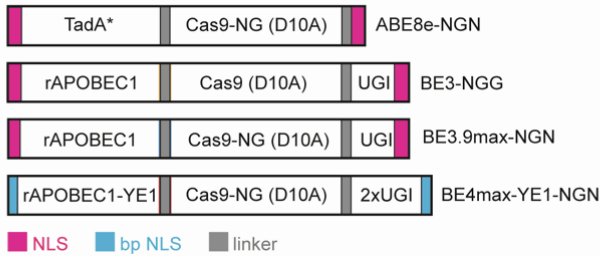 TadA* Cas9-NG (D10A) ABE8e-NGN
rAPOBEC1 Cas9 (D10A) UGI BE3-NGG
rAPOBEC1 Cas9-NG (D10A) UGI BE3.9max-NGN
rAPOBEC1-YE1 Cas9-NG (D10A) 2xUGI BE4max-YE1-NGN
NLS bp NLS linker